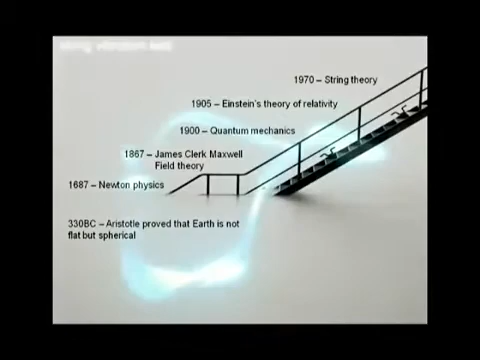 1970 – String theory
1905 – Einstein's theory of relativity
1900 – Quantum mechanics
1867 – James Clerk Maxwell
Field theory
1687 – Newton physics
330BC – Aristotle proved that Earth is not
flat but spherical